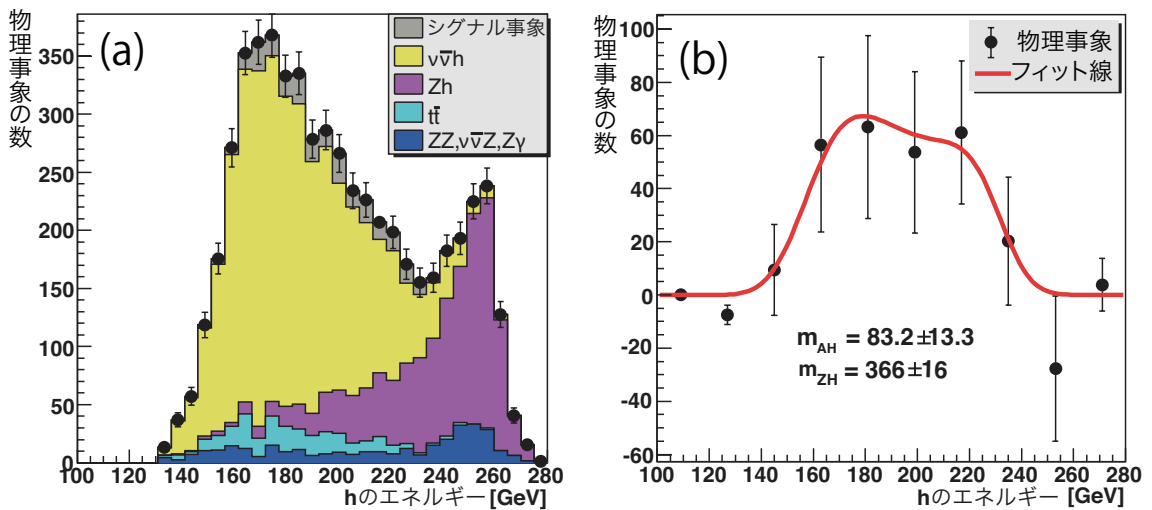 物理事象の数
(a)
シグナル事象
νν̅h
Zh
tt̅
ZZ,νν̅Z,Zγ
350
300
250
200
150
100
50
0
100 120 140 160 180 200 220 240 260 280
hのエネルギー[GeV]
物理事象の数
(b)
物理事象
フィット線
100
80
60
40
20
0
-20
-40
-60
m_AH = 83.2±13.3
m_ZH = 366±16
100 120 140 160 180 200 220 240 260 280
hのエネルギー [GeV]